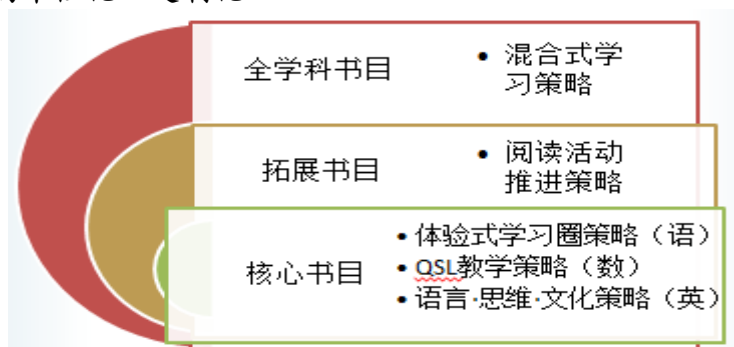 全学科书目
• 混合式学
习策略
拓展书目
• 阅读活动
推进策略
核心书目
• 体验式学习圈策略（语）
• QSL教学策略（数）
• 语言·思维·文化策略（英）